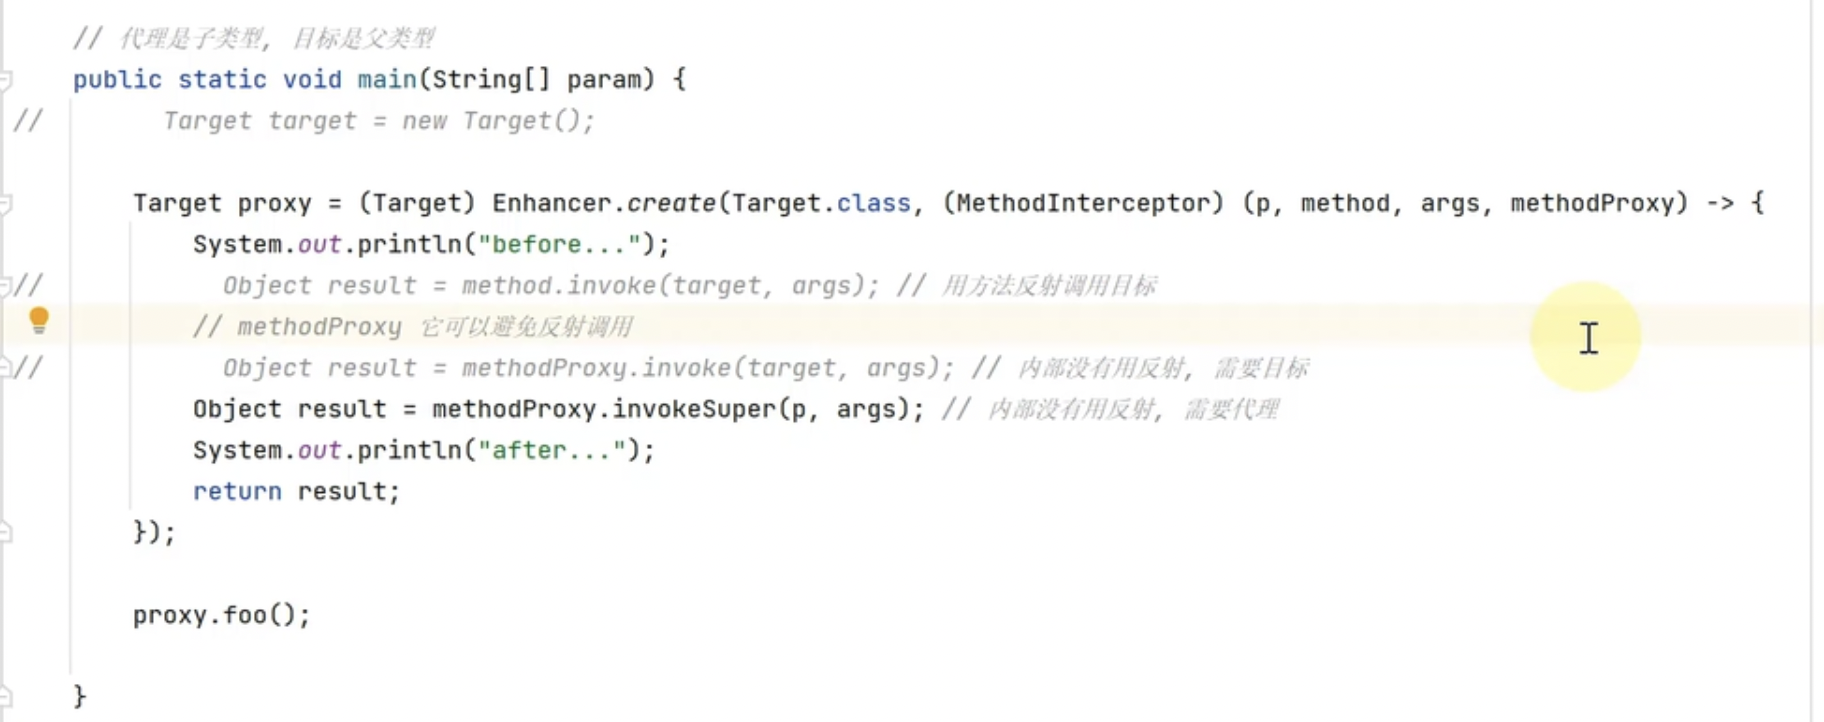 // 代理是子类型, 目标是父类型
public static void main(String[] param) {
//        Target target = new Target();
Target proxy = (Target) Enhancer.create(Target.class, (MethodInterceptor) (p, method, args, methodProxy) -> {
System.out.println("before...");
//            Object result = method.invoke(target, args); // 用方法反射调用目标
// methodProxy 它可以避免反射调用
//            Object result = methodProxy.invoke(target, args); // 内部没有用反射, 需要目标
Object result = methodProxy.invokeSuper(p, args); // 内部没有用反射, 需要代理
System.out.println("after...");
return result;
});
proxy.foo();
}